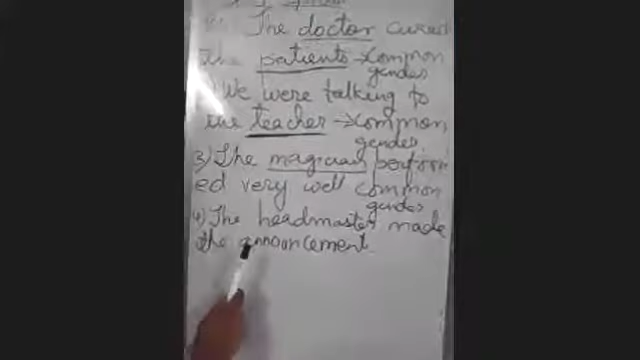 1) The doctor cured
the patients → common
gender
2) We were talking to
the teacher → common
gender
3) The magician perform
ed very well common
gender
4) The headmaster made
the announcement